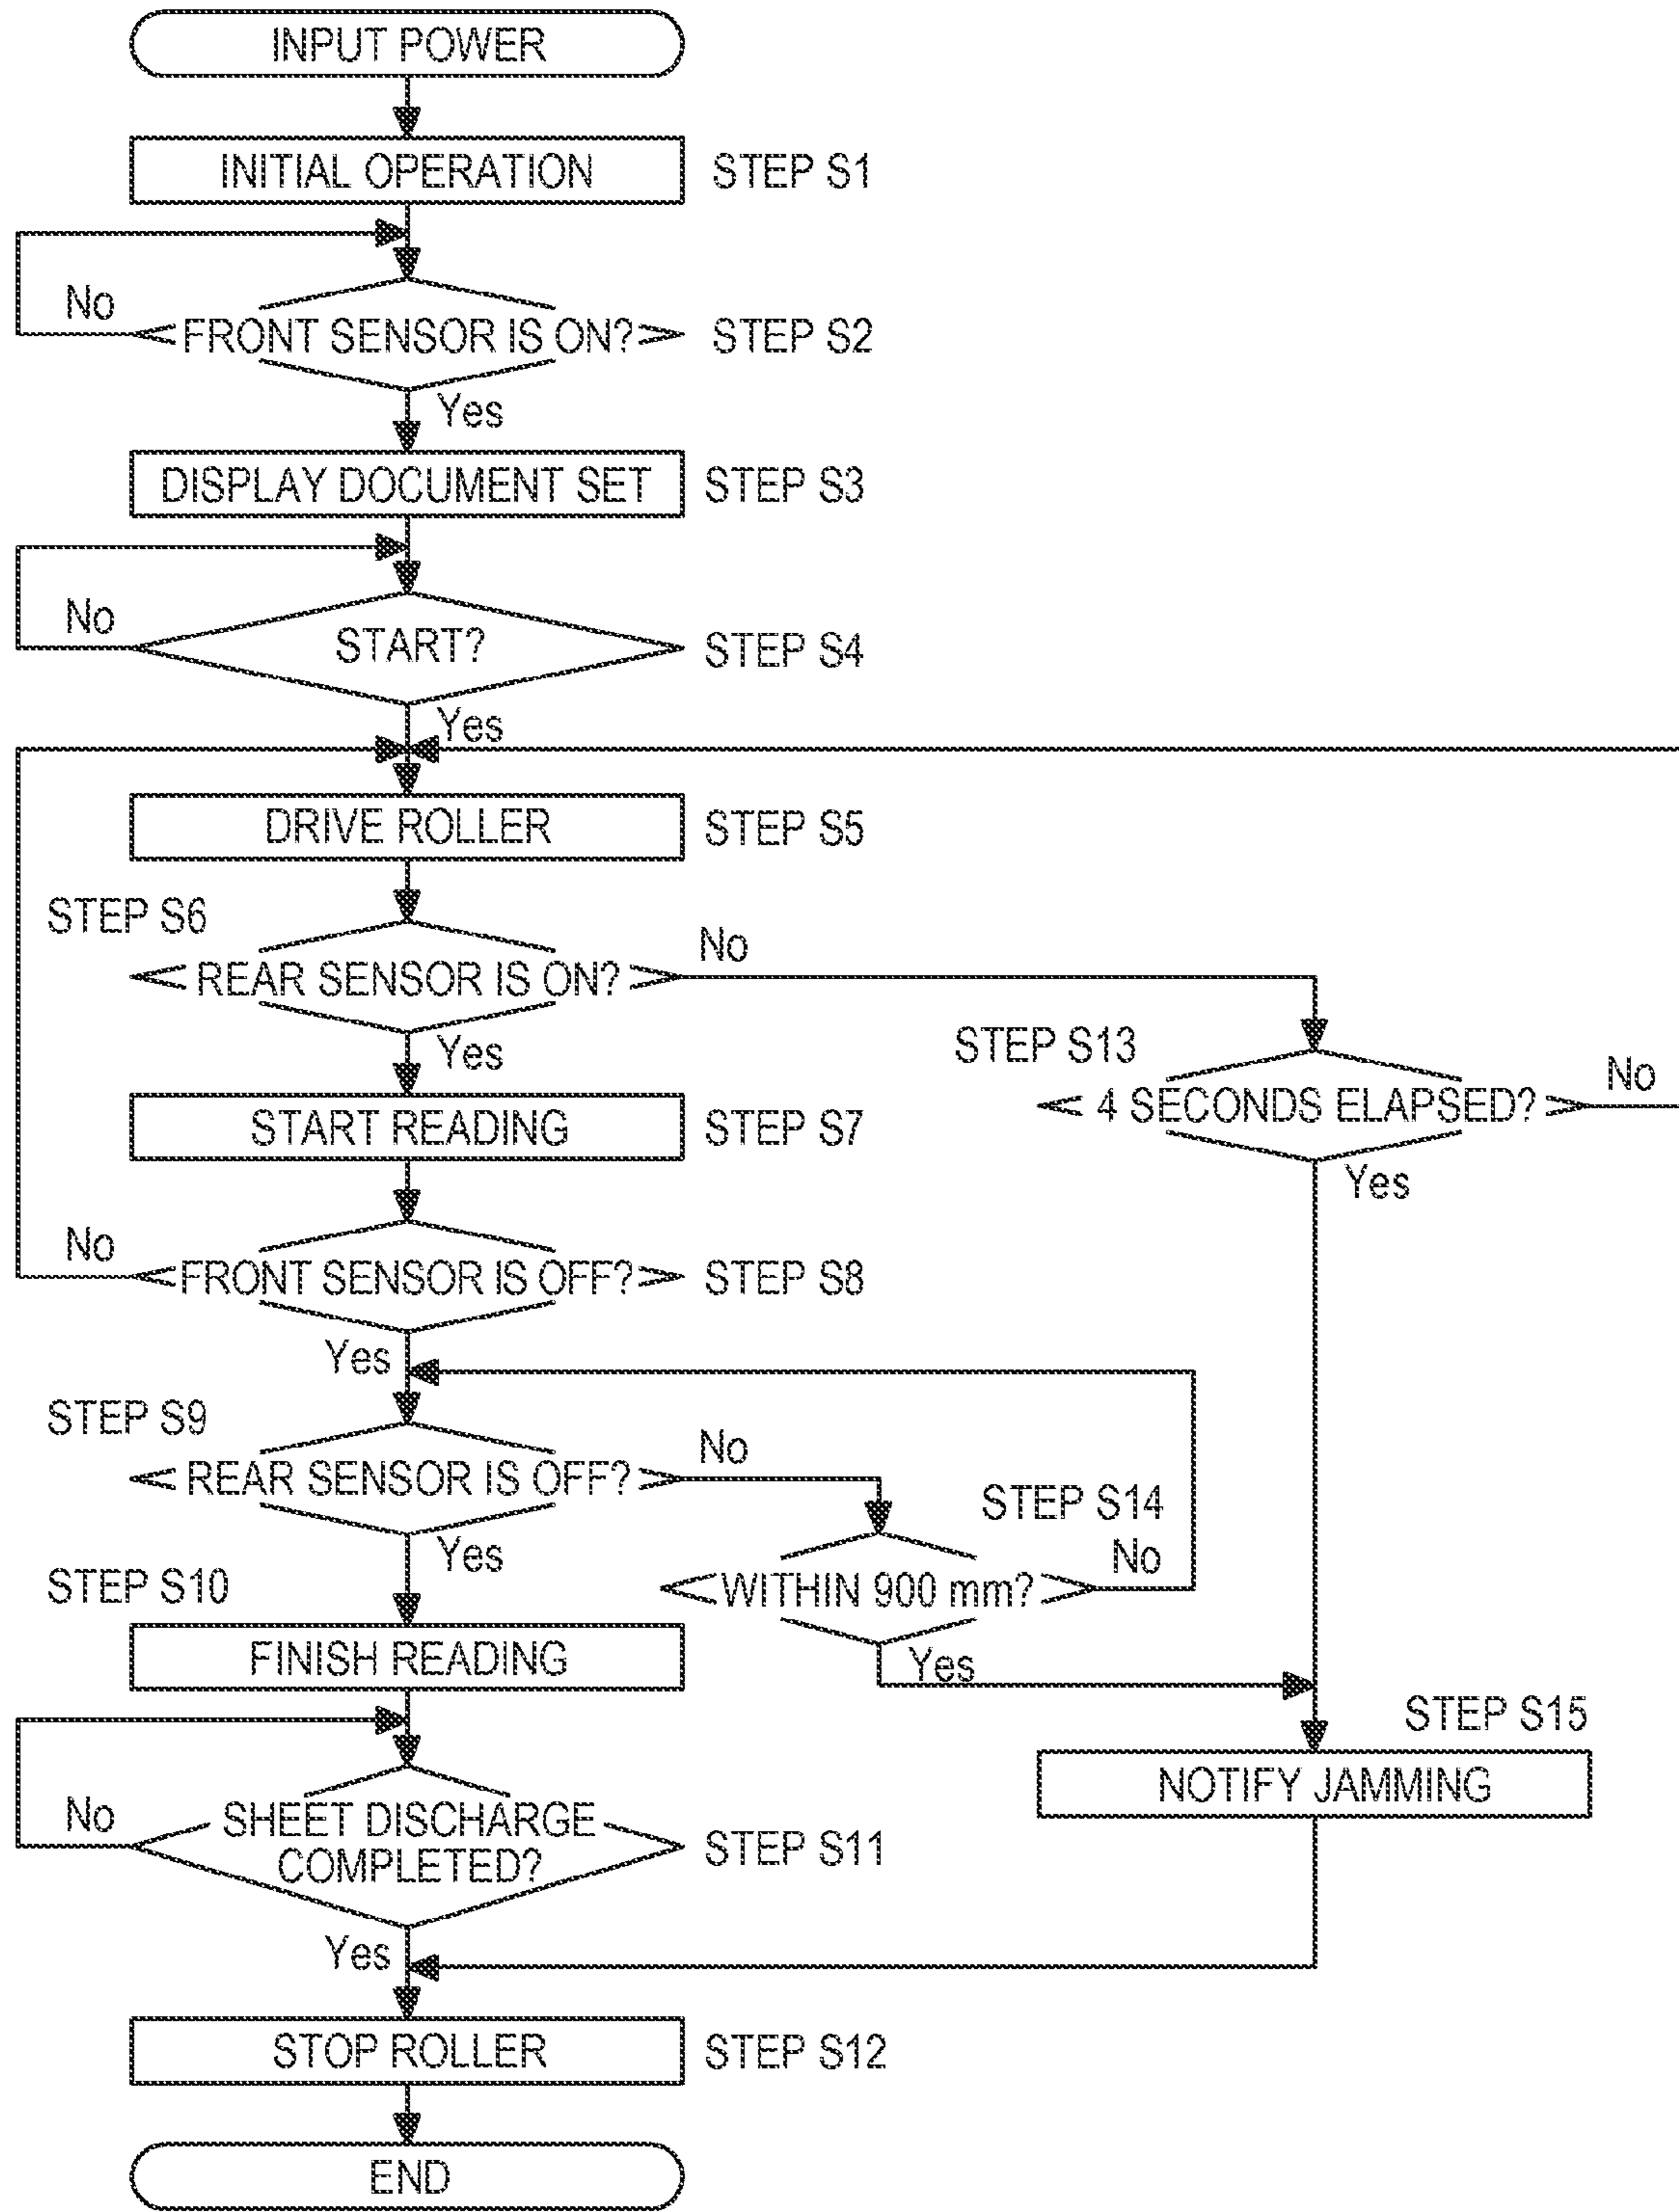 INPUT POWER
INITIAL OPERATION
STEP S1
No
FRONT SENSOR IS ON?
STEP S2
Yes
DISPLAY DOCUMENT SET
STEP S3
No
START?
STEP S4
Yes
DRIVE ROLLER
STEP S5
STEP S6
REAR SENSOR IS ON?
No
Yes
STEP S13
4 SECONDS ELAPSED?
No
Yes
START READING
STEP S7
No
FRONT SENSOR IS OFF?
STEP S8
Yes
STEP S9
REAR SENSOR IS OFF?
No
Yes
STEP S14
WITHIN 900 mm?
No
Yes
STEP S10
FINISH READING
STEP S15
NOTIFY JAMMING
No
SHEET DISCHARGE
COMPLETED?
STEP S11
Yes
STOP ROLLER
STEP S12
END